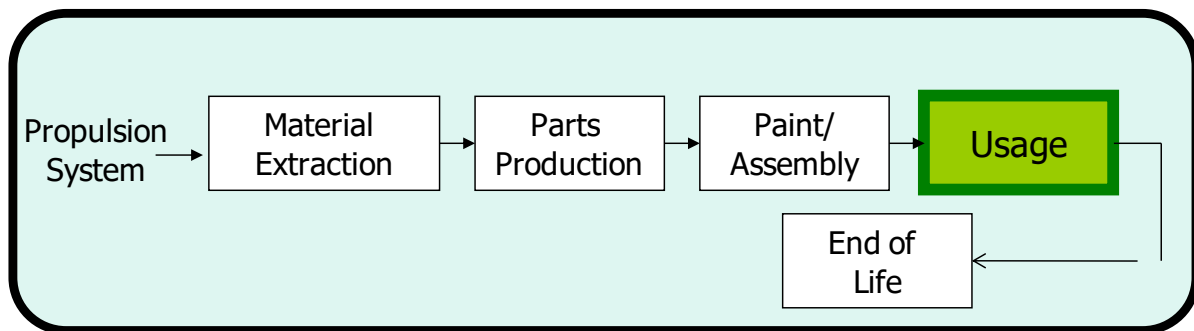 Propulsion
System
Material
Extraction
Parts
Production
Paint/
Assembly
Usage
End of
Life